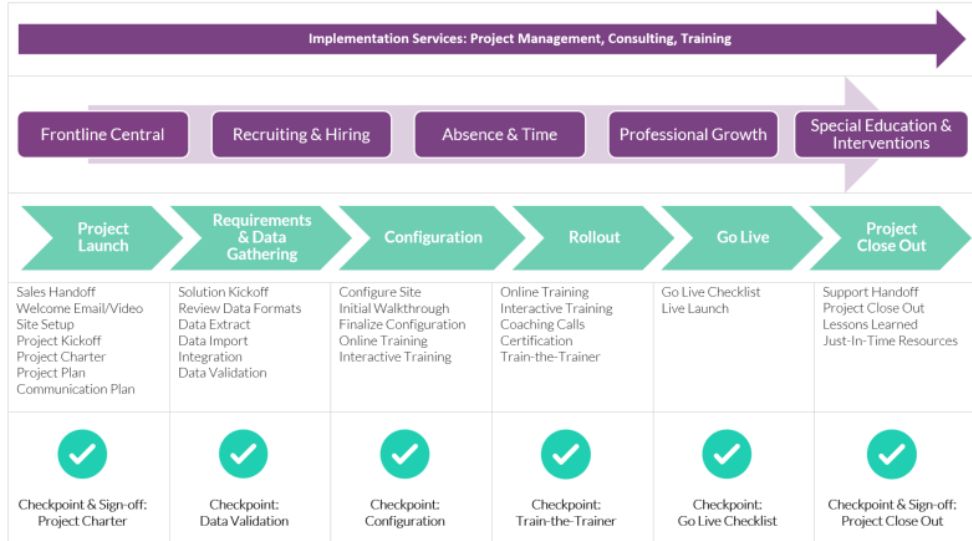 Implementation Services: Project Management, Consulting, Training
Frontline Central
Recruiting & Hiring
Absence & Time
Professional Growth
Special Education &
Interventions
Project
Launch
Requirements
& Data
Gathering
Configuration
Rollout
Go Live
Project
Close Out
Sales Handoff
Welcome Email/Video
Site Setup
Project Kickoff
Project Charter
Project Plan
Communication Plan
Solution Kickoff
Review Data Formats
Data Extract
Data Import
Integration
Data Validation
Configure Site
Initial Walkthrough
Finalize Configuration
Online Training
Interactive Training
Online Training
Interactive Training
Coaching Calls
Certification
Train-the-Trainer
Go Live Checklist
Live Launch
Support Handoff
Project Close Out
Lessons Learned
Just-In-Time Resources
Checkpoint & Sign-off:
Project Charter
Checkpoint:
Data Validation
Checkpoint:
Configuration
Checkpoint:
Train-the-Trainer
Checkpoint:
Go Live Checklist
Checkpoint & Sign-off:
Project Close Out